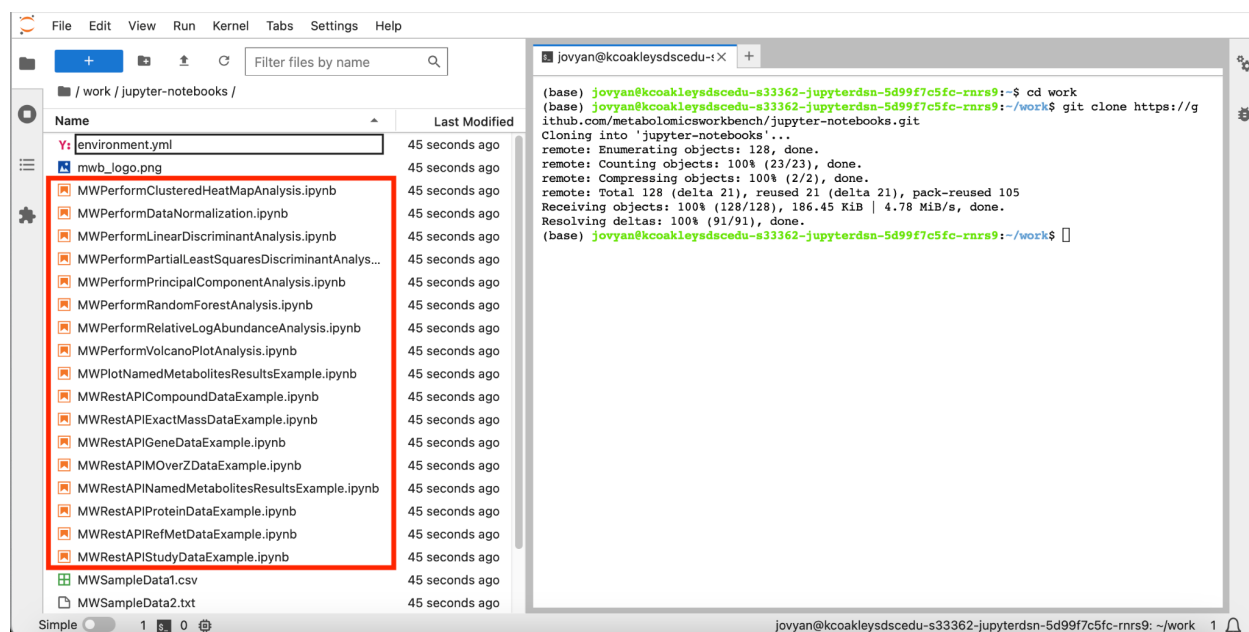 File Edit View Run Kernel Tabs Settings Help
Filter files by name
/ work / jupyter-notebooks /
Name Last Modified
Y: environment.yml 45 seconds ago
mwb_logo.png 45 seconds ago
MWPerformClusteredHeatMapAnalysis.ipynb 45 seconds ago
MWPerformDataNormalization.ipynb 45 seconds ago
MWPerformLinearDiscriminantAnalysis.ipynb 45 seconds ago
MWPerformPartialLeastSquaresDiscriminantAnalys... 45 seconds ago
MWPerformPrincipalComponentAnalysis.ipynb 45 seconds ago
MWPerformRandomForestAnalysis.ipynb 45 seconds ago
MWPerformRelativeLogAbundanceAnalysis.ipynb 45 seconds ago
MWPerformVolcanoPlotAnalysis.ipynb 45 seconds ago
MWPlotNamedMetabolitesResultsExample.ipynb 45 seconds ago
MWRestAPICompoundDataExample.ipynb 45 seconds ago
MWRestAPIExactMassDataExample.ipynb 45 seconds ago
MWRestAPIGeneDataExample.ipynb 45 seconds ago
MWRestAPIMOverZDataExample.ipynb 45 seconds ago
MWRestAPINamedMetabolitesResultsExample.ipynb 45 seconds ago
MWRestAPIProteinDataExample.ipynb 45 seconds ago
MWRestAPIRefMetDataExample.ipynb 45 seconds ago
MWRestAPIStudyDataExample.ipynb 45 seconds ago
MWSampleData1.csv 45 seconds ago
MWSampleData2.txt 45 seconds ago
jovyan@kcoakleysdscedu-s
(base) jovyan@kcoakleysdscedu-s33362-jupyterdsn-5d99f7c5fc-rnrs9:~$ cd work
(base) jovyan@kcoakleysdscedu-s33362-jupyterdsn-5d99f7c5fc-rnrs9:~/work$ git clone https://g
ithub.com/metabolomicsworkbench/jupyter-notebooks.git
Cloning into 'jupyter-notebooks'...
remote: Enumerating objects: 128, done.
remote: Counting objects: 100% (23/23), done.
remote: Compressing objects: 100% (2/2), done.
remote: Total 128 (delta 21), reused 21 (delta 21), pack-reused 105
Receiving objects: 100% (128/128), 186.45 KiB | 4.78 MiB/s, done.
Resolving deltas: 100% (91/91), done.
(base) jovyan@kcoakleysdscedu-s33362-jupyterdsn-5d99f7c5fc-rnrs9:~/work$
Simple 1 0 jovyan@kcoakleysdscedu-s33362-jupyterdsn-5d99f7c5fc-rnrs9: ~/work 1